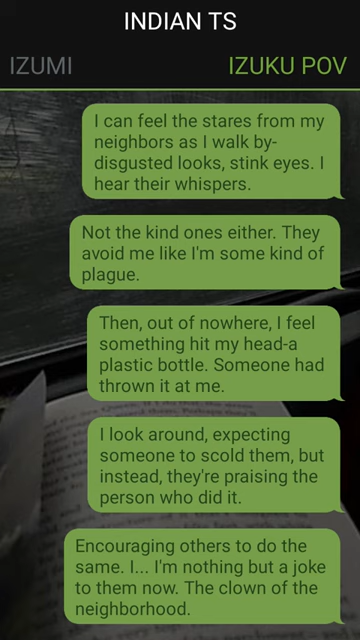 INDIAN TS
IZUMI
IZUKU POV
I can feel the stares from my
neighbors as I walk by-
disgusted looks, stink eyes. I
hear their whispers.
Not the kind ones either. They
avoid me like I'm some kind of
plague.
Then, out of nowhere, I feel
something hit my head-a
plastic bottle. Someone had
thrown it at me.
I look around, expecting
someone to scold them, but
instead, they're praising the
person who did it.
Encouraging others to do the
same. I... I'm nothing but a joke
to them now. The clown of the
neighborhood.